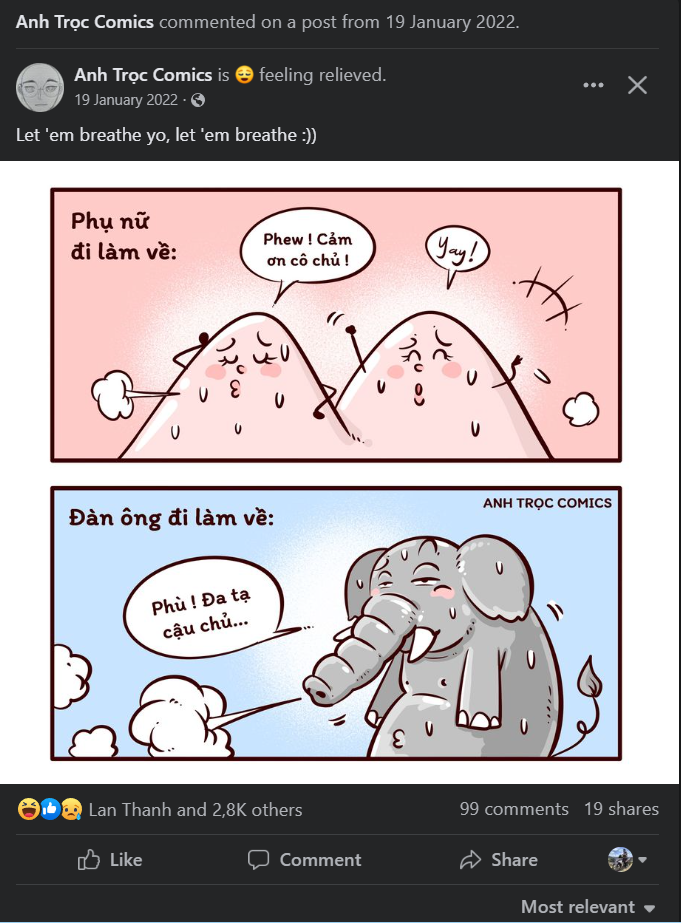 Anh Trọc Comics commented on a post from 19 January 2022.
Anh Trọc Comics is 😌 feeling relieved.
19 January 2022 ·
Let 'em breathe yo, let 'em breathe :))
Phụ nữ
đi làm về:
Phew ! Cảm
ơn cô chủ !
Yay!
Đàn ông đi làm về:
ANH TRỌC COMICS
Phù ! Đa tạ
cậu chủ...
Lan Thanh and 2,8K others
99 comments 19 shares
Like Comment Share
Most relevant